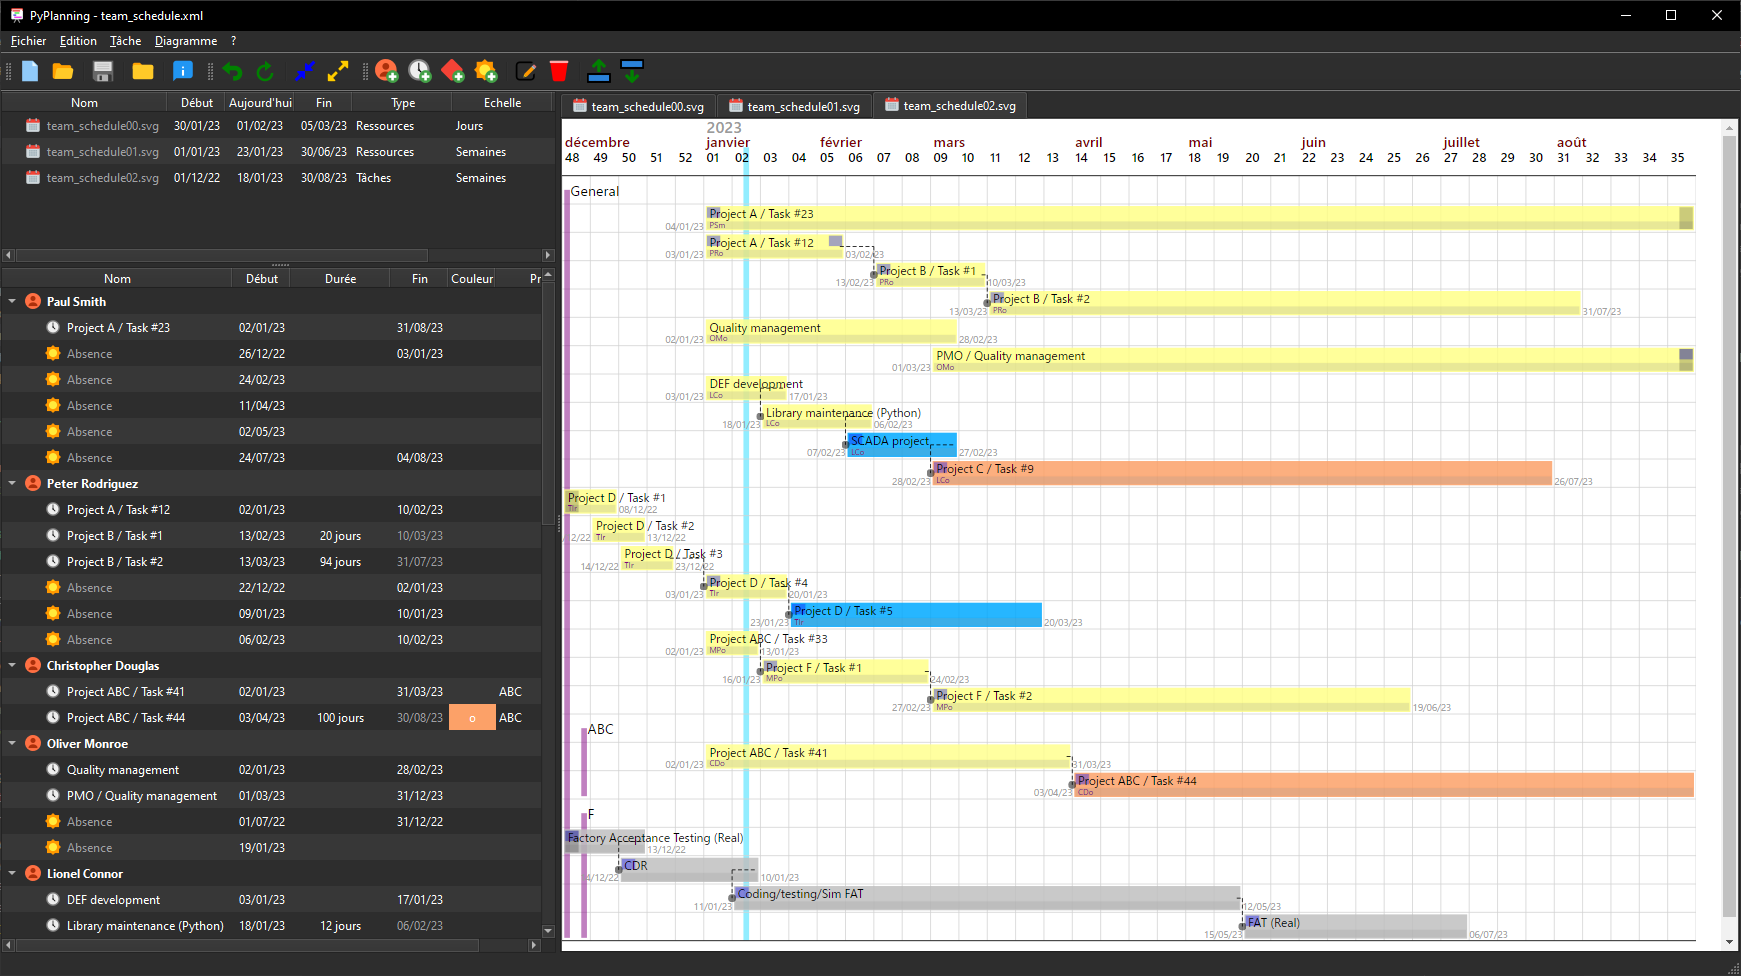 PyPlanning - team_schedule.xml
Fichier Edition Tâche Diagramme ?
Nom Début Aujourd'hui Fin Type Echelle
team_schedule00.svg 30/01/23 01/02/23 05/03/23 Ressources Jours
team_schedule01.svg 01/01/23 23/01/23 30/06/23 Ressources Semaines
team_schedule02.svg 01/12/22 18/01/23 30/08/23 Tâches Semaines
Nom Début Durée Fin Couleur Pr
Paul Smith
Project A / Task #23 02/01/23 31/08/23
Absence 26/12/22 03/01/23
Absence 24/02/23
Absence 11/04/23
Absence 02/05/23
Absence 24/07/23 04/08/23
Peter Rodriguez
Project A / Task #12 02/01/23 10/02/23
Project B / Task #1 13/02/23 20 jours 10/03/23
Project B / Task #2 13/03/23 94 jours 31/07/23
Absence 22/12/22 02/01/23
Absence 09/01/23 10/01/23
Absence 06/02/23 10/02/23
Christopher Douglas
Project ABC / Task #41 02/01/23 31/03/23 ABC
Project ABC / Task #44 03/04/23 100 jours 30/08/23 o ABC
Oliver Monroe
Quality management 02/01/23 28/02/23
PMO / Quality management 01/03/23 31/12/23
Absence 01/07/22 31/12/22
Absence 19/01/23
Lionel Connor
DEF development 03/01/23 17/01/23
Library maintenance (Python) 18/01/23 12 jours 06/02/23
team_schedule00.svg team_schedule01.svg team_schedule02.svg
2023
décembre janvier février mars avril mai juin juillet août
48 49 50 51 52 01 02 03 04 05 06 07 08 09 10 11 12 13 14 15 16 17 18 19 20 21 22 23 24 25 26 27 28 29 30 31 32 33 34 35
General
Project A / Task #23
04/01/23 PSm
Project A / Task #12
03/01/23 PRo 03/02/23
Project B / Task #1
13/02/23 PRo 10/03/23
Project B / Task #2
13/03/23 PRo 31/07/23
Quality management
02/01/23 OMo 28/02/23
PMO / Quality management
01/03/23 OMo
DEF development
03/01/23 LCo 17/01/23
Library maintenance (Python)
18/01/23 LCo 06/02/23
SCADA project
07/02/23 LCo 27/02/23
Project C / Task #9
28/02/23 LCo 26/07/23
Project D / Task #1
TIr 08/12/22
Project D / Task #2
2/22 TIr 13/12/22
Project D / Task #3
14/12/22 TIr 23/12/22
Project D / Task #4
03/01/23 TIr 20/01/23
Project D / Task #5
23/01/23 TIr 20/03/23
Project ABC / Task #33
02/01/23 MPo 13/01/23
Project F / Task #1
16/01/23 MPo 24/02/23
Project F / Task #2
27/02/23 MPo 19/06/23
ABC
Project ABC / Task #41
02/01/23 CDo 31/03/23
Project ABC / Task #44
03/04/23 CDo
F
Factory Acceptance Testing (Real)
13/12/22
CDR
4/12/22 10/01/23
Coding/testing/Sim FAT
11/01/23 12/05/23
FAT (Real)
15/05/23 06/07/23